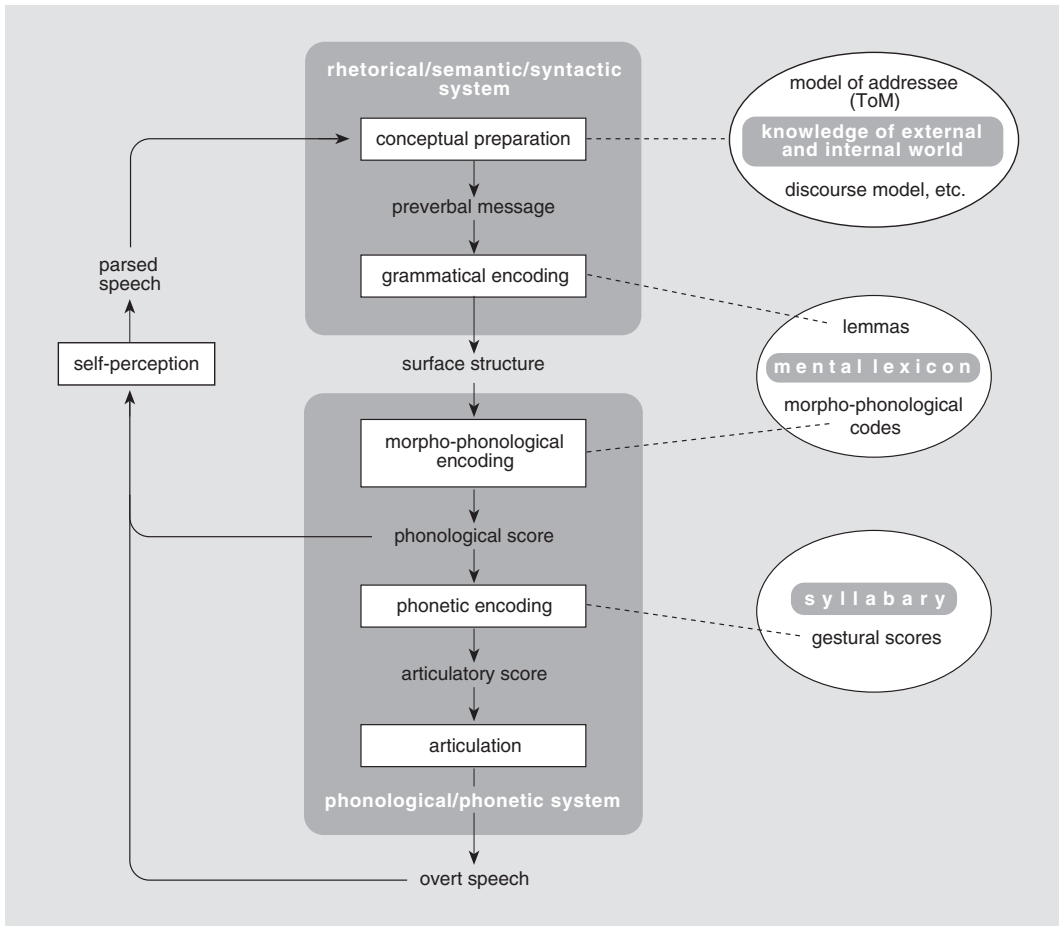 rhetorical/semantic/syntactic
system
conceptual preparation
preverbal message
grammatical encoding
surface structure
morpho-phonological
encoding
phonological score
phonetic encoding
articulatory score
articulation
phonological/phonetic system
overt speech
parsed
speech
self-perception
model of addressee
(ToM)
knowledge of external
and internal world
discourse model, etc.
lemmas
mental lexicon
morpho-phonological
codes
syllabary
gestural scores